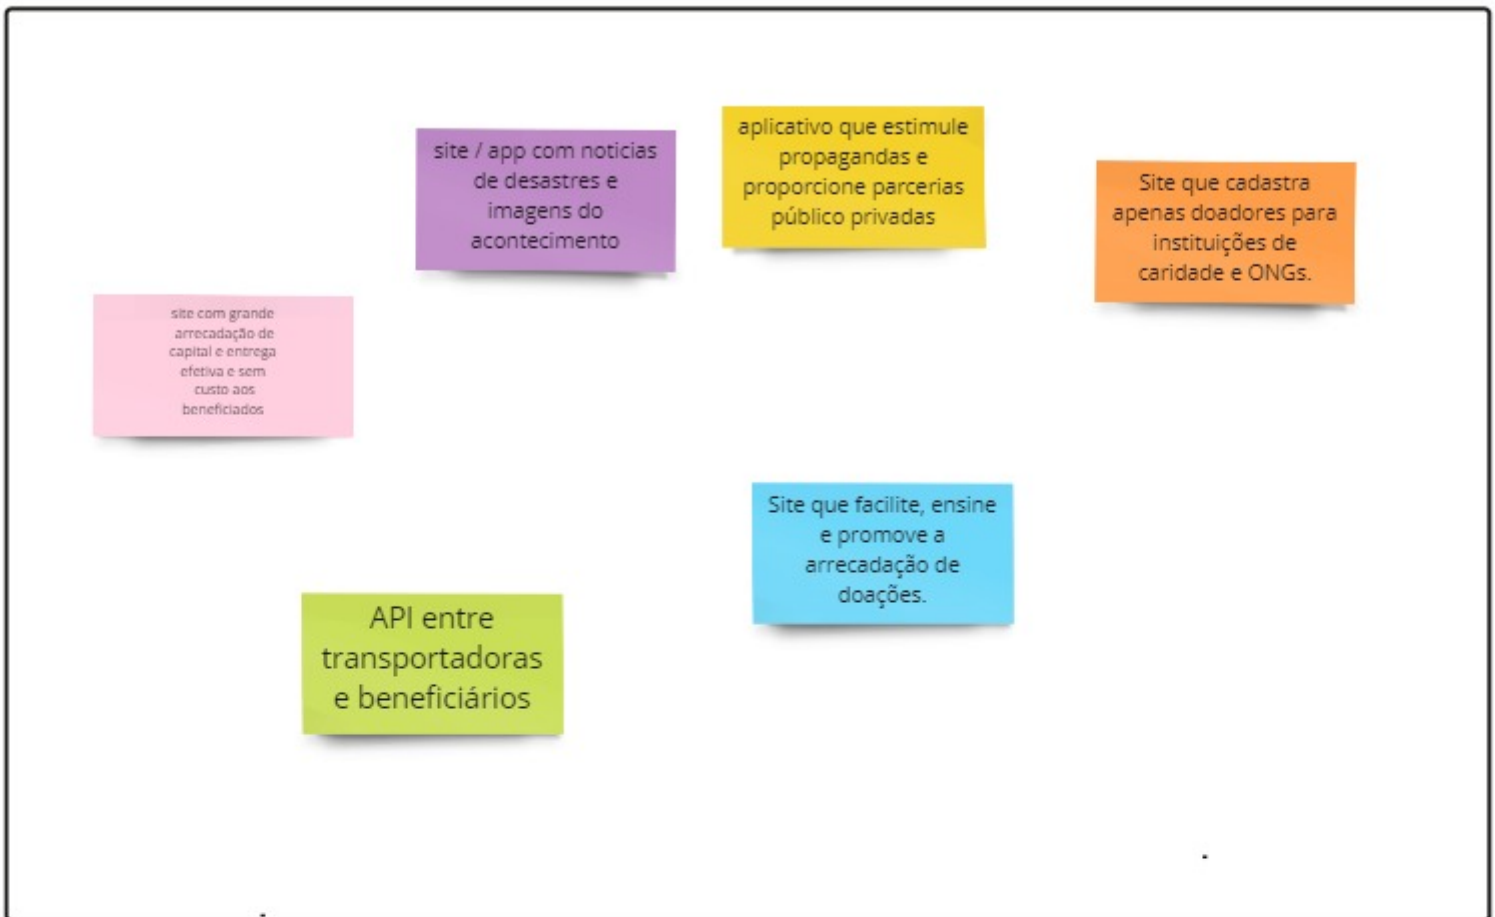 site / app com noticias
de desastres e
imagens do
acontecimento
aplicativo que estimule
propagandas e
proporcione parcerias
público privadas
Site que cadastra
apenas doadores para
instituições de
caridade e ONGs.
site com grande
arrecadação de
capital e entrega
efetiva e sem
custo aos
beneficiados
Site que facilite, ensine
e promove a
arrecadação de
doações.
API entre
transportadoras
e beneficiários